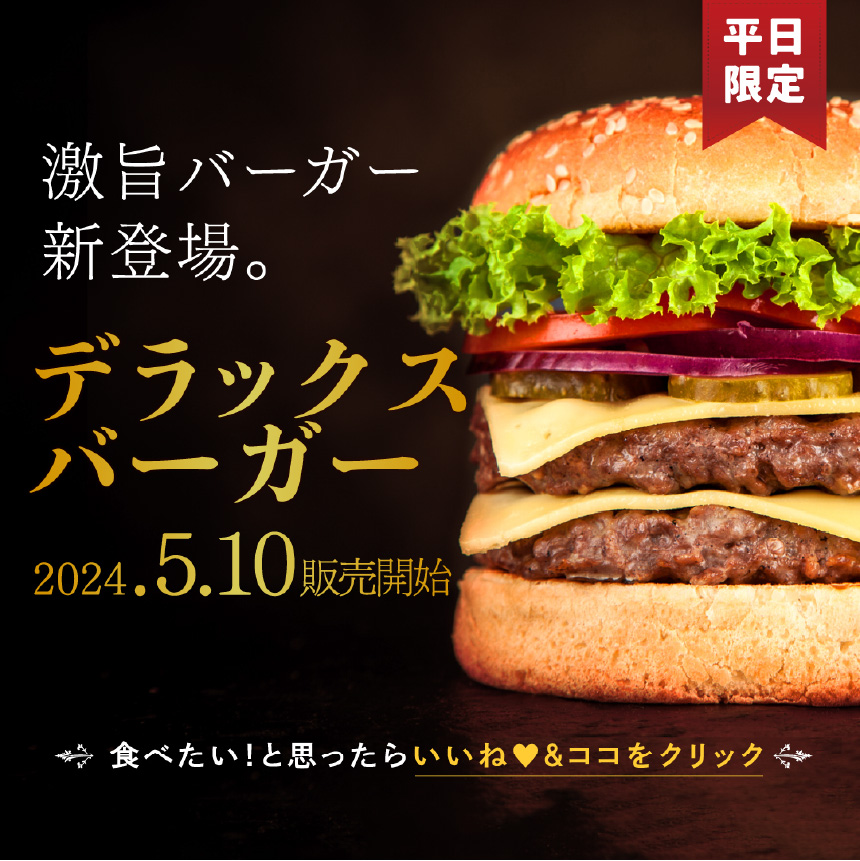 平日
限定
激旨バーガー
新登場。
デラックス
バーガー
2024.5.10販売開始
食べたい!と思ったらいいね♥&ココをクリック